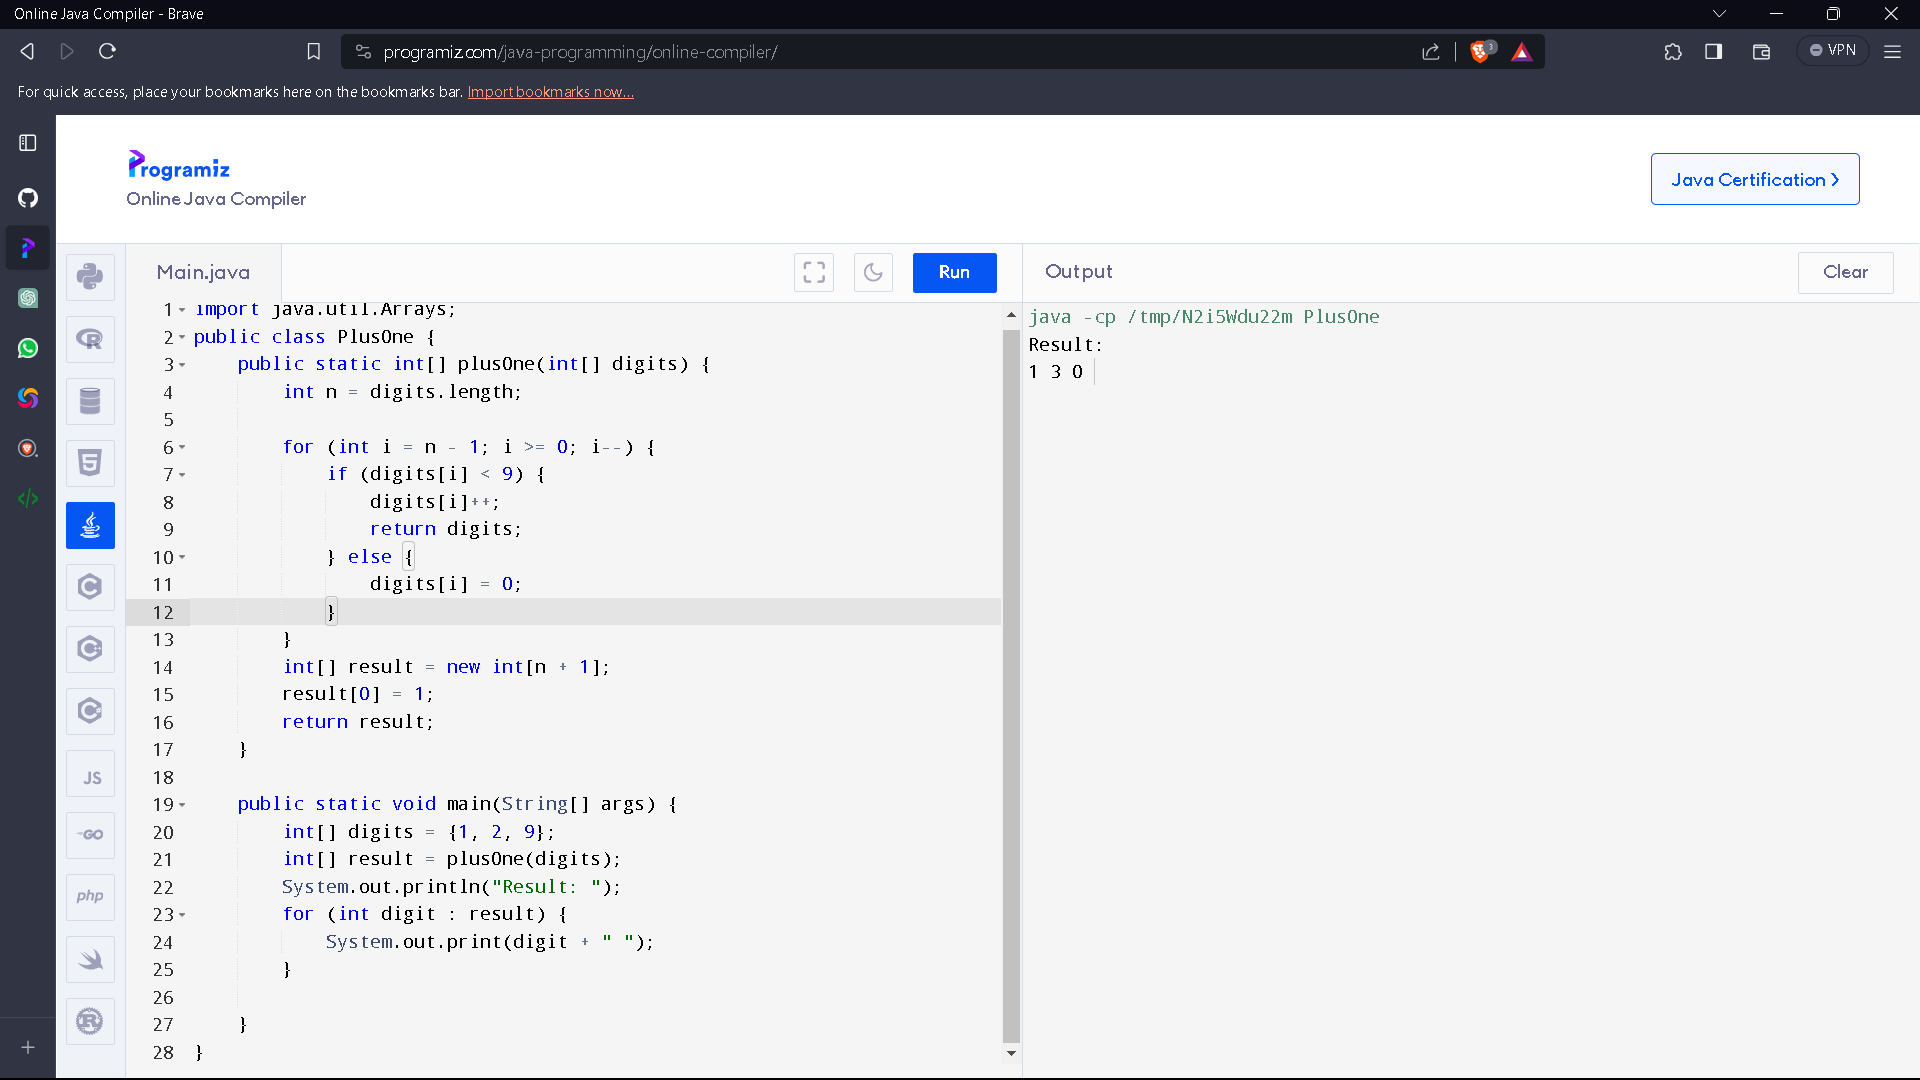 Online Java Compiler - Brave
programiz.com/java-programming/online-compiler/
3
VPN
For quick access, place your bookmarks here on the bookmarks bar. Import bookmarks now...
Programiz
Online Java Compiler
Java Certification
Main.java
Run
Output
Clear
1 import java.util.Arrays;
2 public class PlusOne {
3 public static int[] plusOne(int[] digits) {
4 int n = digits.length;
5
6 for (int i = n - 1; i >= 0; i--) {
7 if (digits[i] < 9) {
8 digits[i]++;
9 return digits;
10 } else {
11 digits[i] = 0;
12 }
13 }
14 int[] result = new int[n + 1];
15 result[0] = 1;
16 return result;
17 }
18
19 public static void main(String[] args) {
20 int[] digits = {1, 2, 9};
21 int[] result = plusOne(digits);
22 System.out.println("Result: ");
23 for (int digit : result) {
24 System.out.print(digit + " ");
25 }
26
27 }
28 }
java -cp /tmp/N2i5Wdu22m PlusOne
Result:
1 3 0
R
5
C
C
C
JS
GO
php
R